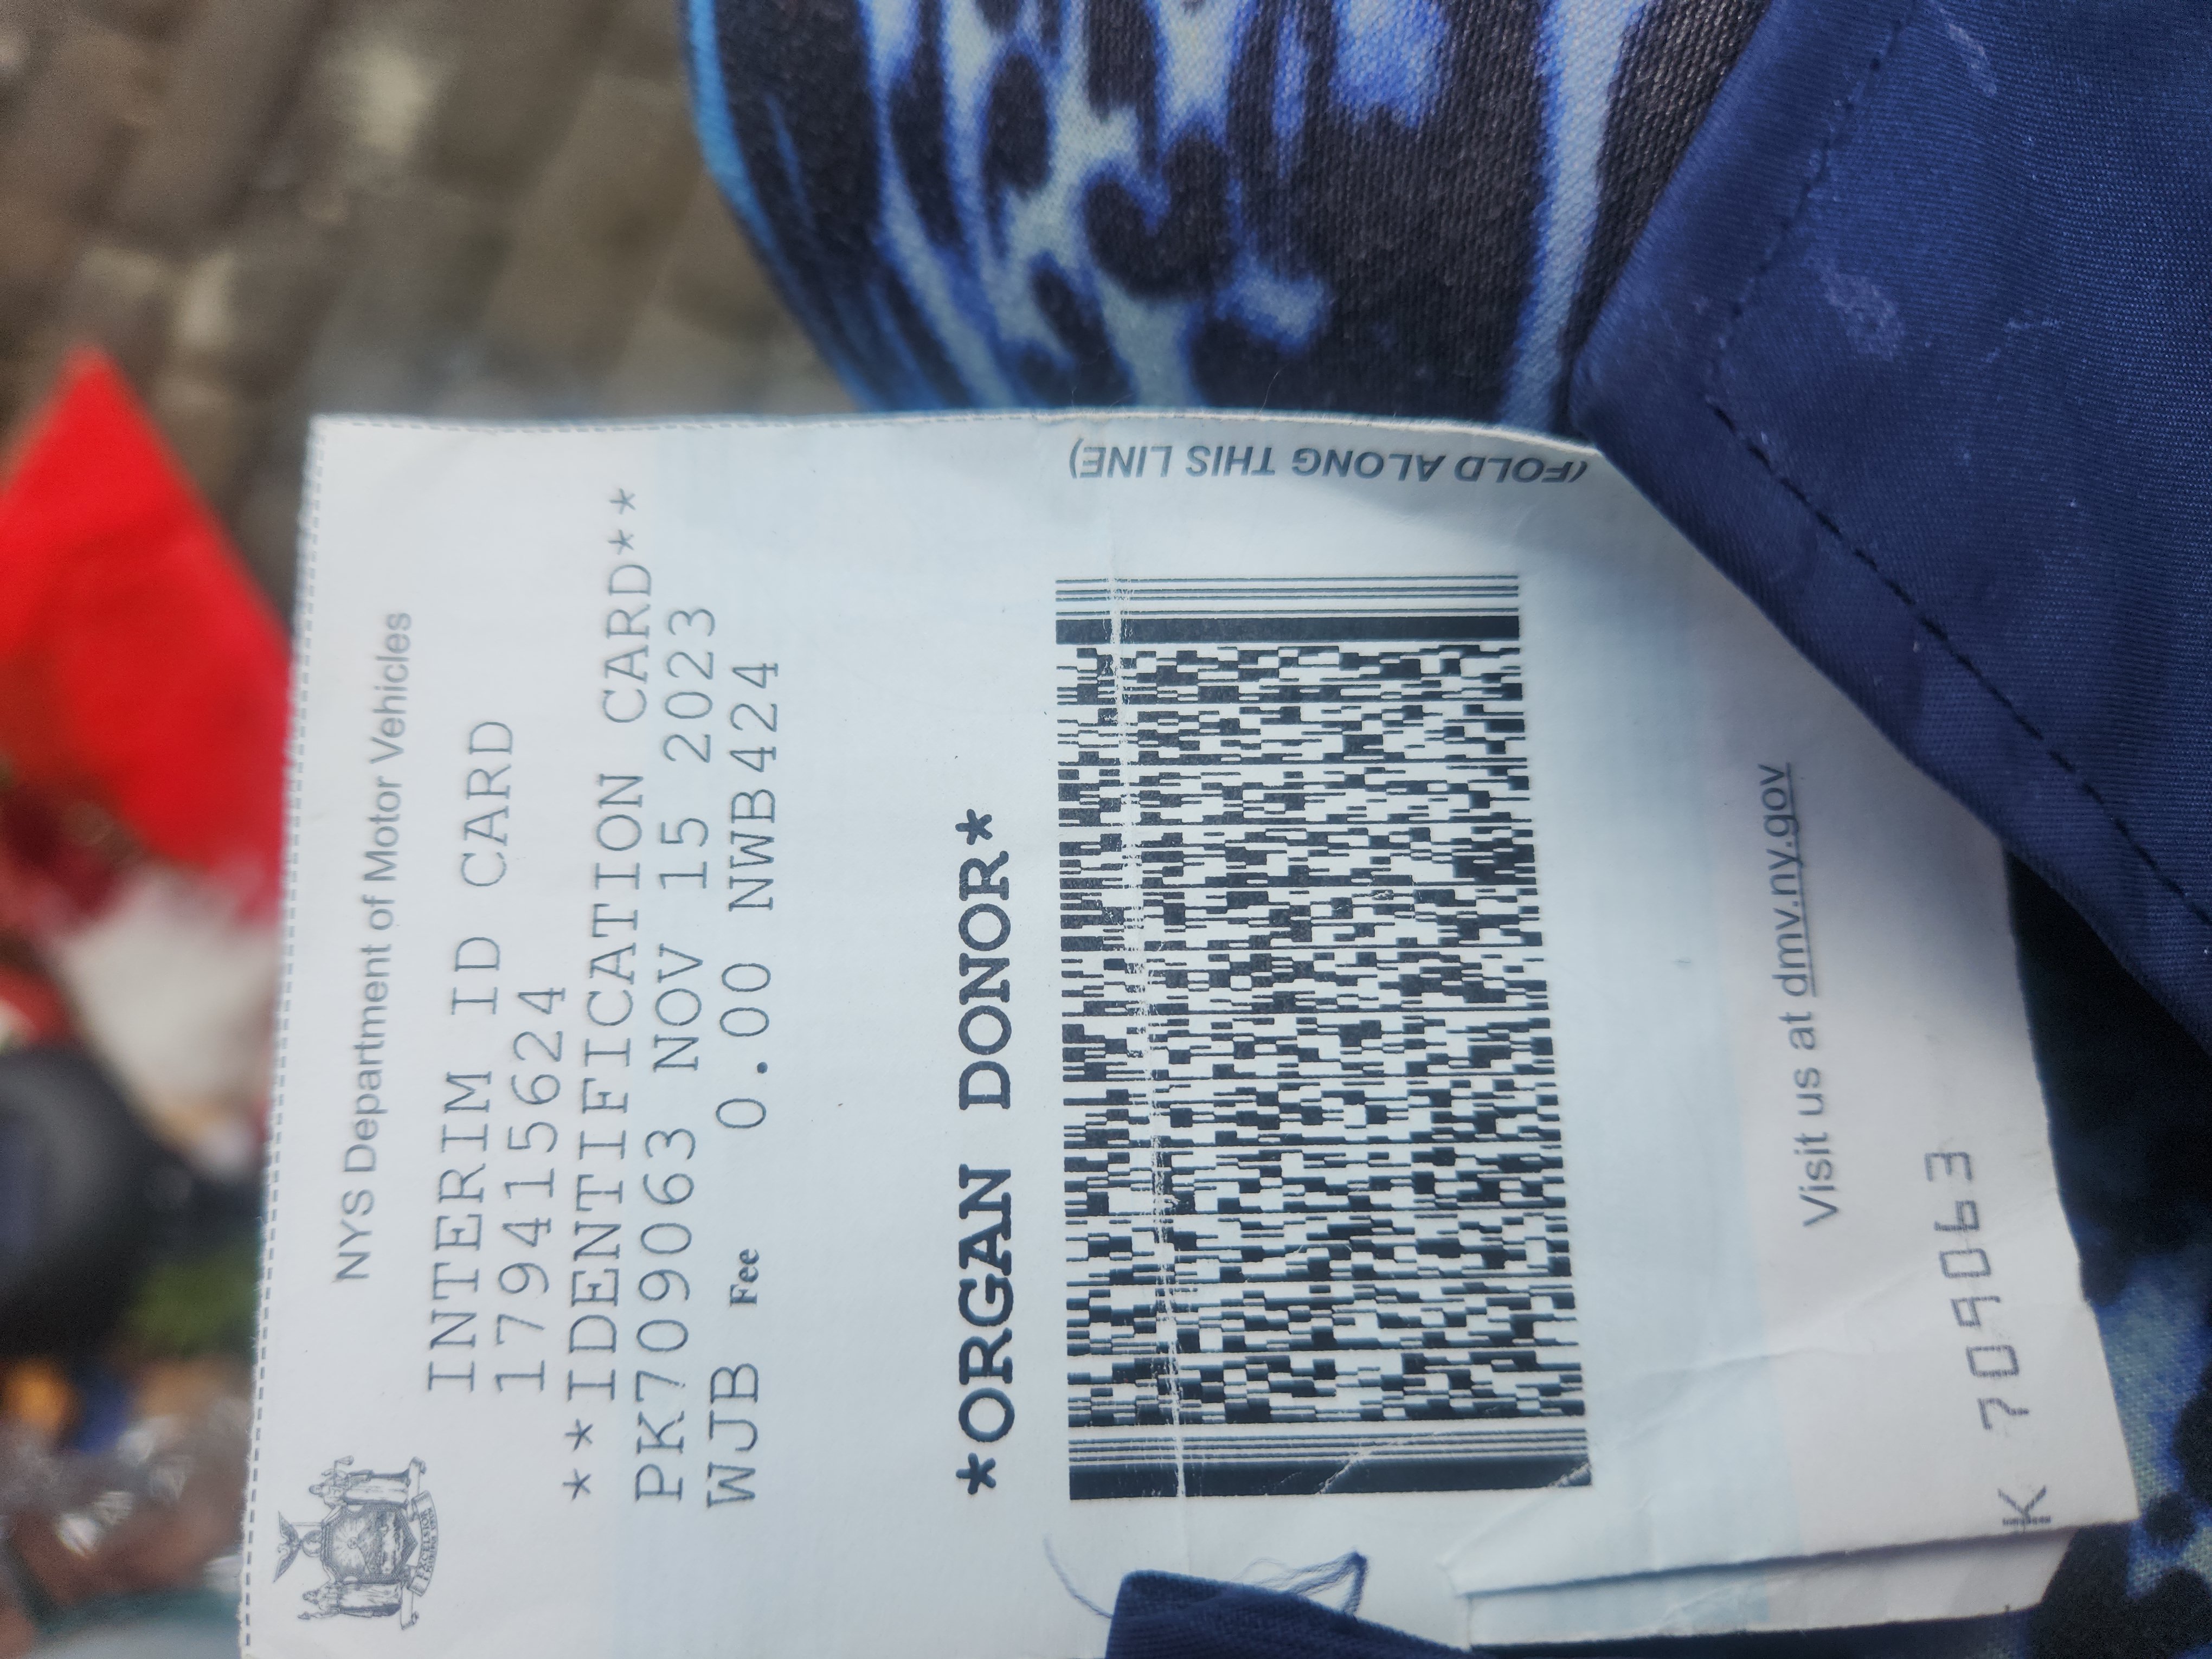 NYS Department of Motor Vehicles
INTERIM ID CARD
179415624
**IDENTIFICATION CARD**
PK709063 NOV 15 2023
WJB Fee 0.00 NWB424
*ORGAN DONOR*
(FOLD ALONG THIS LINE)
Visit us at dmv.ny.gov
K 709063
EXCELSIOR